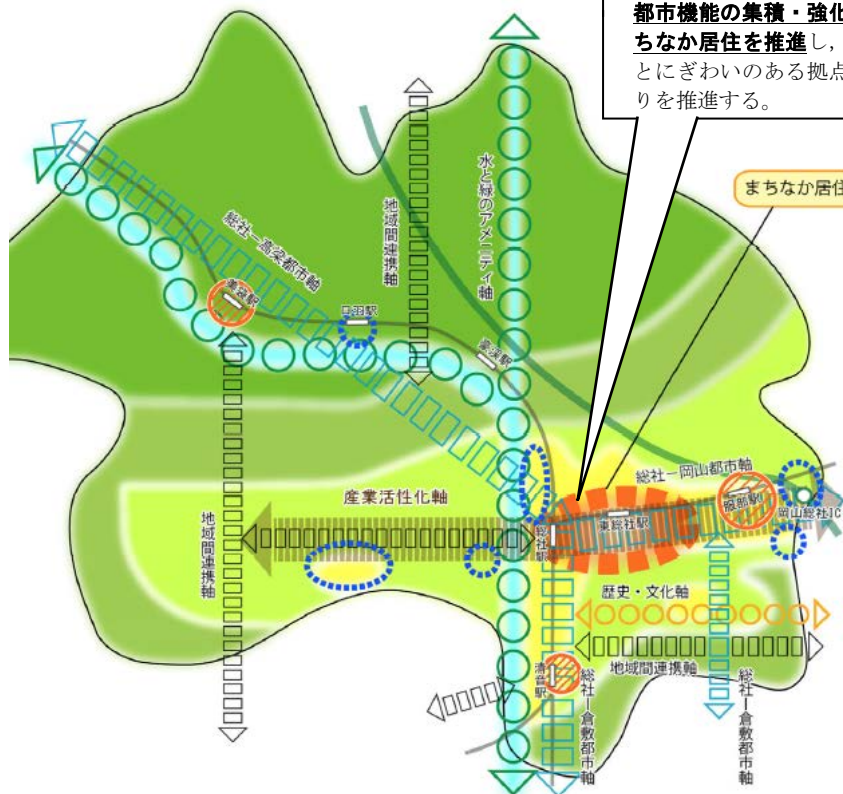 都市機能の集積・強化
ちなか居住を推進し，
とにぎわいのある拠点
りを推進する。
まちなか居住
水と緑のアメニティ軸
地域間連携軸
総社－高梁都市軸
美袋駅
日羽駅
豪渓駅
総社－岡山都市軸
服部駅
岡山総社IC
東総社駅
総社駅
産業活性化軸
地域間連携軸
歴史・文化軸
地域間連携軸
清音駅
総社－倉敷都市軸
総社－倉敷都市軸